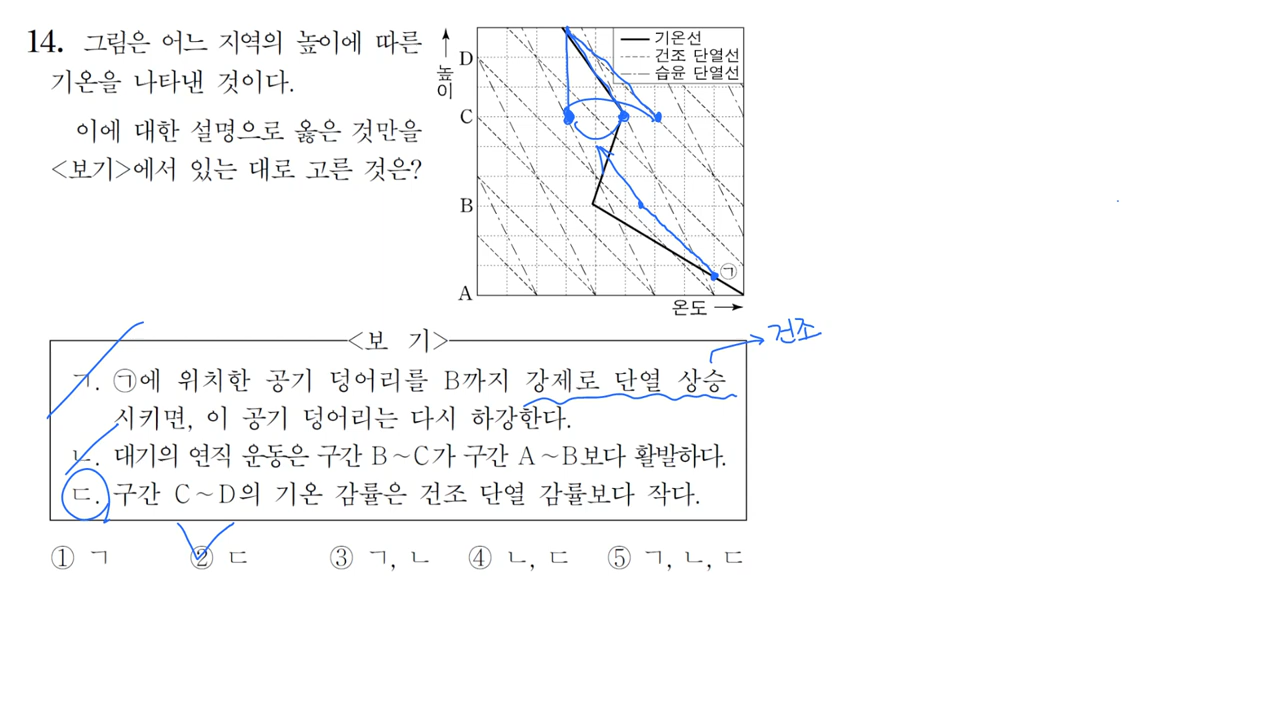 14. 그림은 어느 지역의 높이에 따른
기온을 나타낸 것이다.
이에 대한 설명으로 옳은 것만을
<보기>에서 있는 대로 고른 것은?
높이
D
C
B
A
기온선
건조 단열선
습윤 단열선
㉠
온도
<보 기>
건조
ㄱ. ㉠에 위치한 공기 덩어리를 B까지 강제로 단열 상승
시키면, 이 공기 덩어리는 다시 하강한다.
ㄴ. 대기의 연직 운동은 구간 B~C가 구간 A~B보다 활발하다.
ㄷ. 구간 C~D의 기온 감률은 건조 단열 감률보다 작다.
① ㄱ ② ㄷ ③ ㄱ, ㄴ ④ ㄴ, ㄷ ⑤ ㄱ, ㄴ, ㄷ